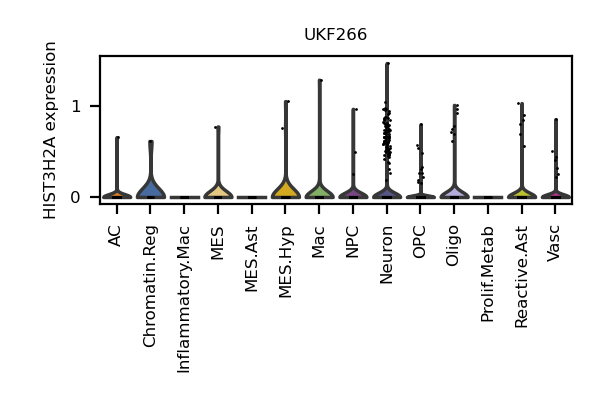 UKF266
HIST3H2A expression
1
0
AC
Chromatin.Reg
Inflammatory.Mac
MES
MES.Ast
MES.Hyp
Mac
NPC
Neuron
OPC
Oligo
Prolif.Metab
Reactive.Ast
Vasc